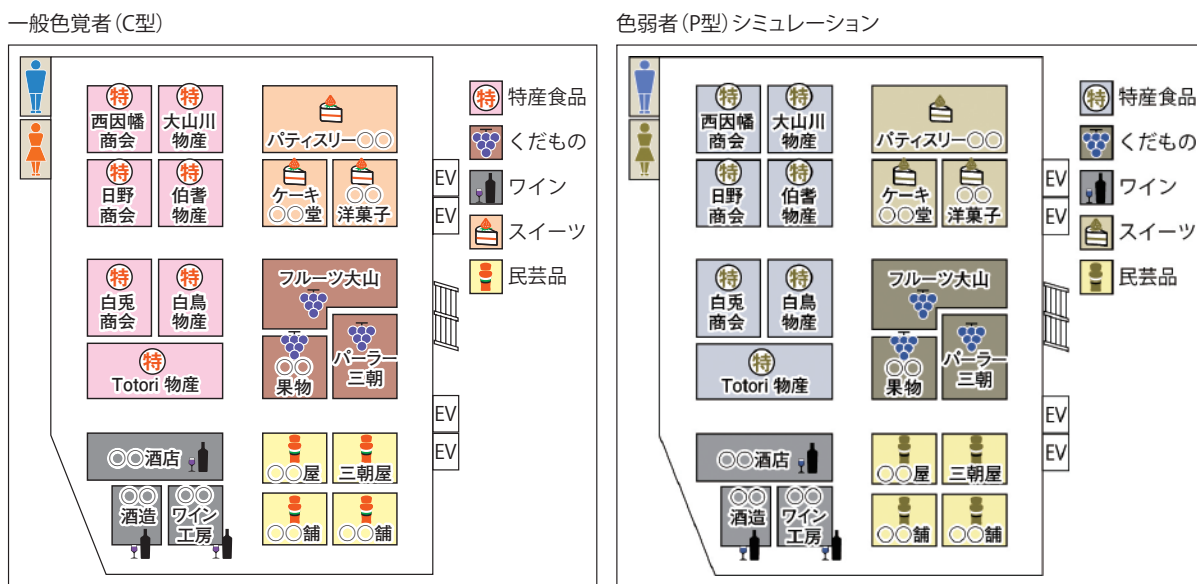 一般色覚者(C型)
特
西因幡
商会
特
大山川
物産
日野
商会
特
伯耆
物産
特
パティスリー○○
ケーキ
○○堂
○○
洋菓子
EV
EV
特
白兎
商会
特
白鳥
物産
特
Totori 物産
フルーツ大山
○○
果物
パーラー
三朝
EV
EV
○○酒店
○○
酒造
○○
ワイン
工房
○○屋
三朝屋
○○舗
○○舗
特 特産食品
くだもの
ワイン
スイーツ
民芸品
色弱者(P型)シミュレーション
特
西因幡
商会
特
大山川
物産
特
日野
商会
特
伯耆
物産
パティスリー○○
ケーキ
○○堂
○○
洋菓子
EV
EV
特
白兎
商会
特
白鳥
物産
特
Totori 物産
フルーツ大山
○○
果物
パーラー
三朝
EV
EV
○○酒店
○○
酒造
○○
ワイン
工房
○○屋
三朝屋
○○舗
○○舗
特 特産食品
くだもの
ワイン
スイーツ
民芸品